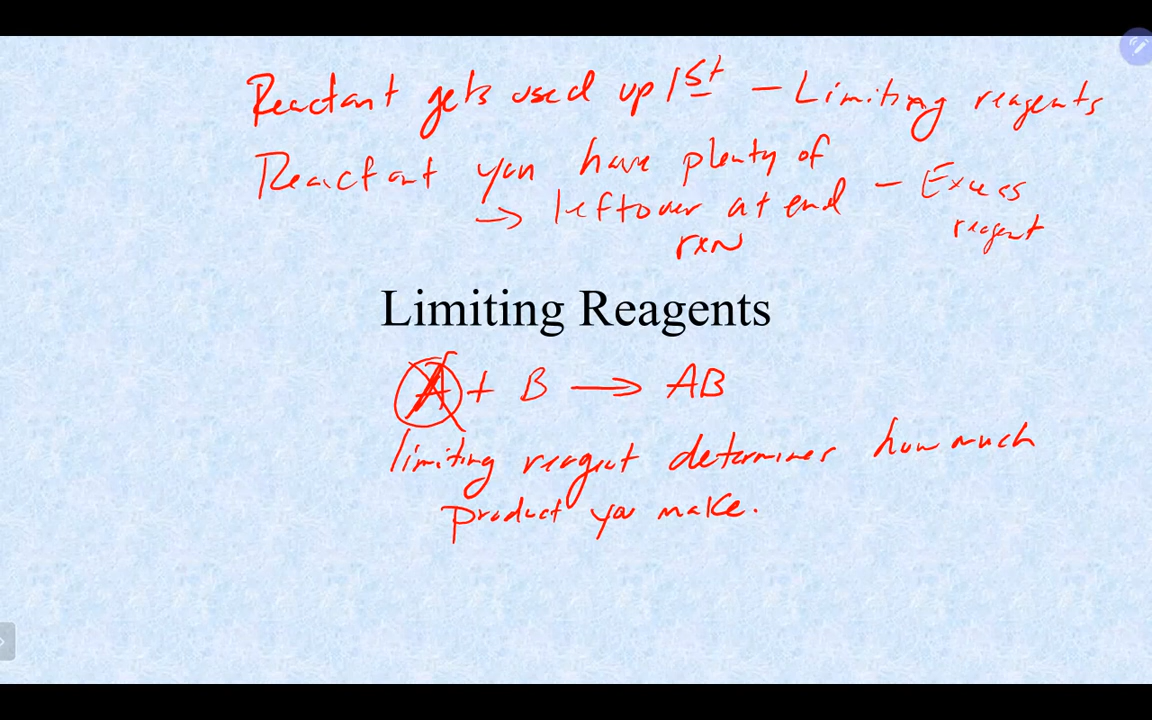 Reactant gets used up 1st - Limiting reagents
Reactant you have plenty of
→ leftover at end - Excess
rxn reagent
Limiting Reagents
A + B → AB
limiting reagent determines how much
product you make.